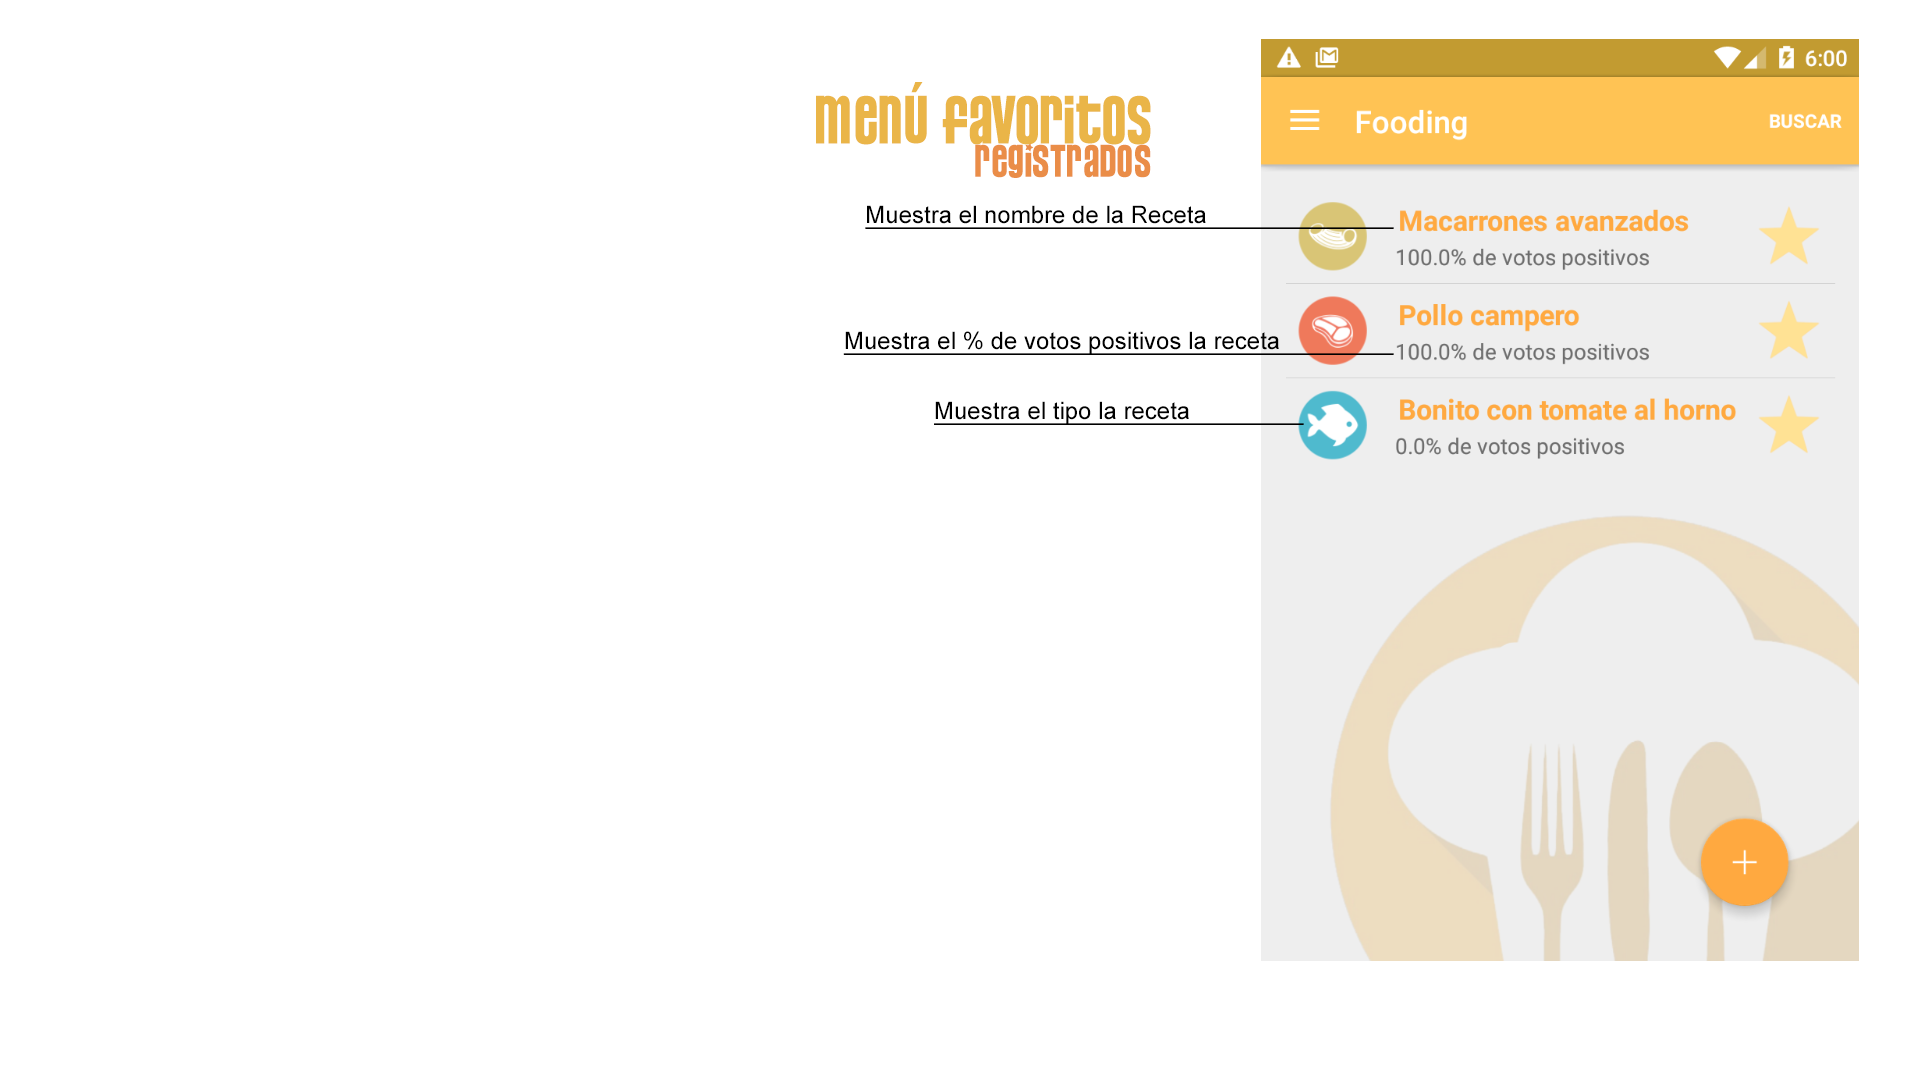 menú favoritos
registrados
Muestra el nombre de la Receta
Muestra el % de votos positivos la receta
Muestra el tipo la receta
6:00
Fooding
BUSCAR
Macarrones avanzados
100.0% de votos positivos
Pollo campero
100.0% de votos positivos
Bonito con tomate al horno
0.0% de votos positivos